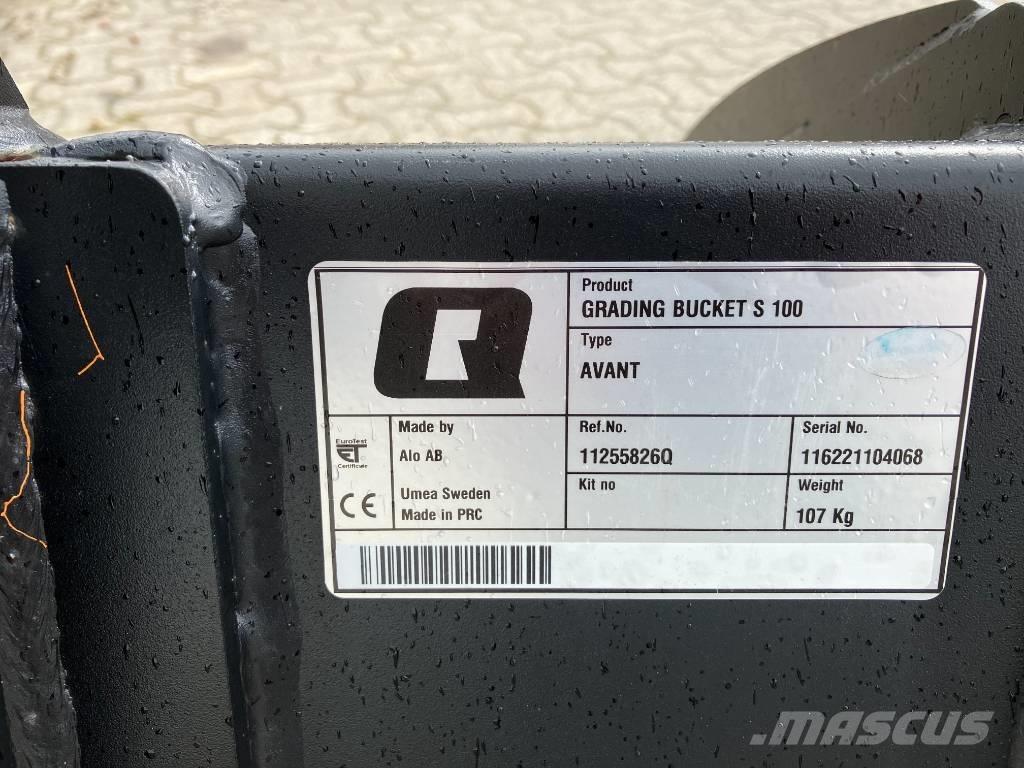 Product
GRADING BUCKET S 100
Type
AVANT
EuroTest
ET
Certificate
CE
Made by
Alo AB
Umea Sweden
Made in PRC
Ref.No.
11255826Q
Serial No.
116221104068
Kit no
Weight
107 Kg
MASCUS